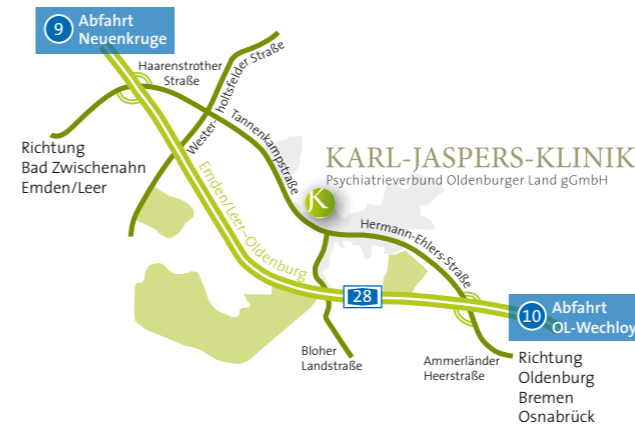 9
Abfahrt
Neuenkruge
Haarenstrother
Straße
Wester-
holtsfelder Straße
Tannenkampstraße
Richtung
Bad Zwischenahn
Emden/Leer
Emden/Leer–Oldenburg
JK
KARL-JASPERS-KLINIK
Psychiatrieverbund Oldenburger Land gGmbH
Hermann-Ehlers-Straße
28
10
Abfahrt
OL-Wechloy
Bloher
Landstraße
Ammerländer
Heerstraße
Richtung
Oldenburg
Bremen
Osnabrück